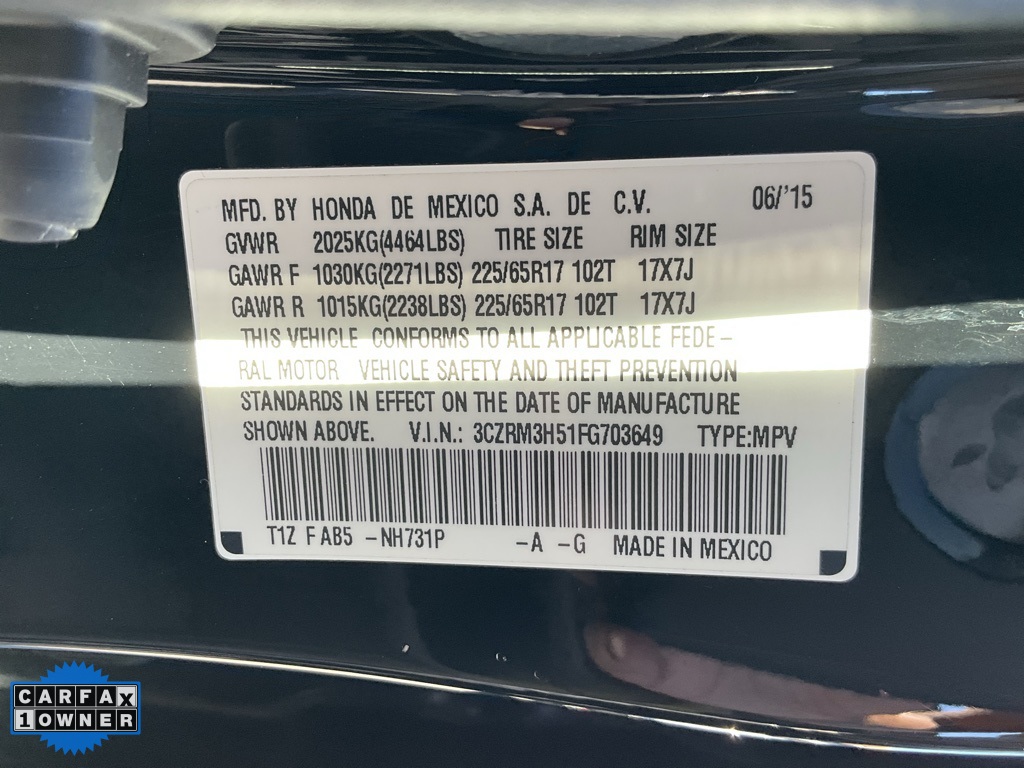 MFD. BY HONDA DE MEXICO S.A. DE C.V. 06/'15
GVWR 2025KG(4464LBS) TIRE SIZE RIM SIZE
GAWR F 1030KG(2271LBS) 225/65R17 102T 17X7J
GAWR R 1015KG(2238LBS) 225/65R17 102T 17X7J
THIS VEHICLE CONFORMS TO ALL APPLICABLE FEDE-
RAL MOTOR VEHICLE SAFETY AND THEFT PREVENTION
STANDARDS IN EFFECT ON THE DATE OF MANUFACTURE
SHOWN ABOVE. V.I.N.: 3CZRM3H51FG703649 TYPE:MPV
T1Z F AB5 -NH731P -A -G MADE IN MEXICO
CARFAX
1 OWNER